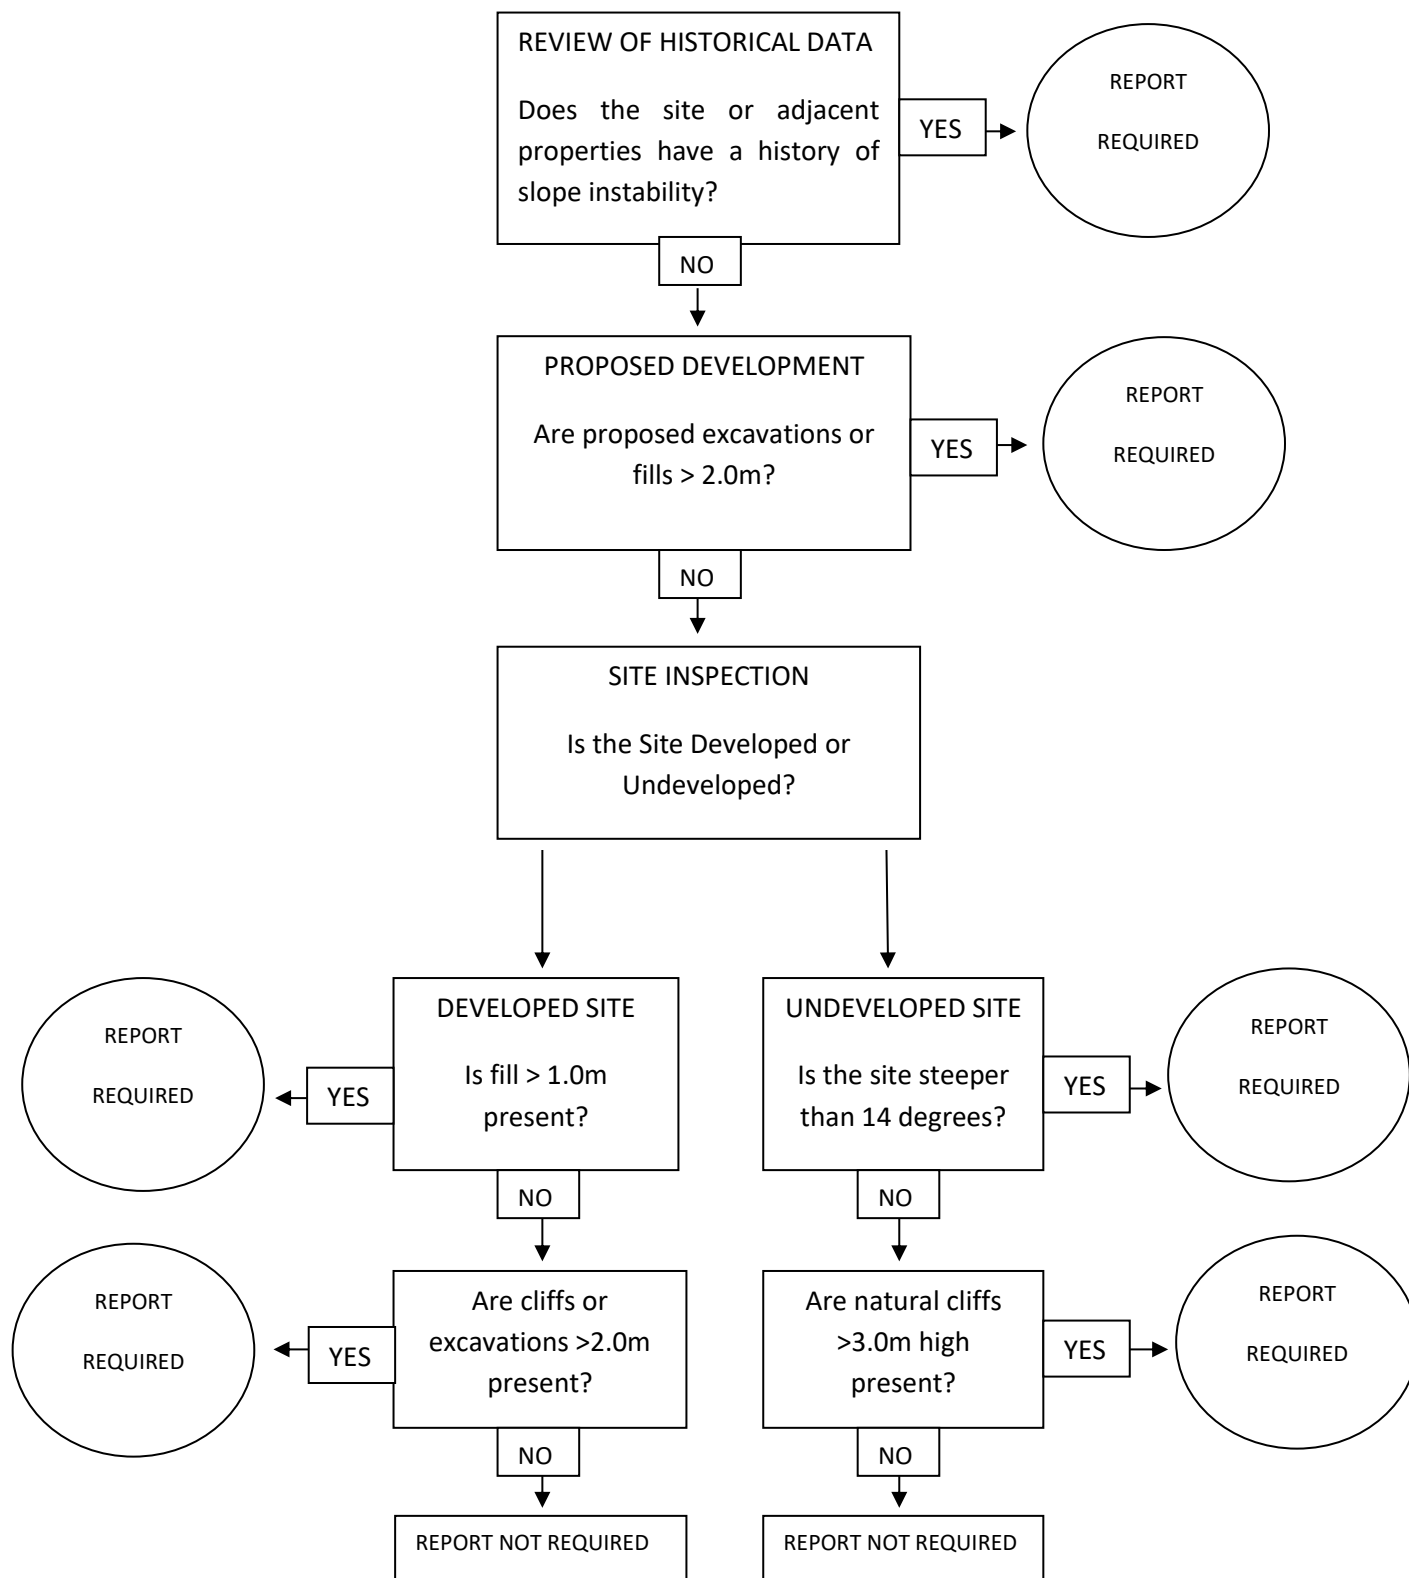 REVIEW OF HISTORICAL DATA
Does the site or adjacent
properties have a history of
slope instability?
YES
REPORT
REQUIRED
NO
PROPOSED DEVELOPMENT
Are proposed excavations or
fills > 2.0m?
YES
REPORT
REQUIRED
NO
SITE INSPECTION
Is the Site Developed or
Undeveloped?
DEVELOPED SITE
Is fill > 1.0m
present?
YES
REPORT
REQUIRED
NO
Are cliffs or
excavations >2.0m
present?
YES
REPORT
REQUIRED
NO
REPORT NOT REQUIRED
UNDEVELOPED SITE
Is the site steeper
than 14 degrees?
YES
REPORT
REQUIRED
NO
Are natural cliffs
>3.0m high
present?
YES
REPORT
REQUIRED
NO
REPORT NOT REQUIRED